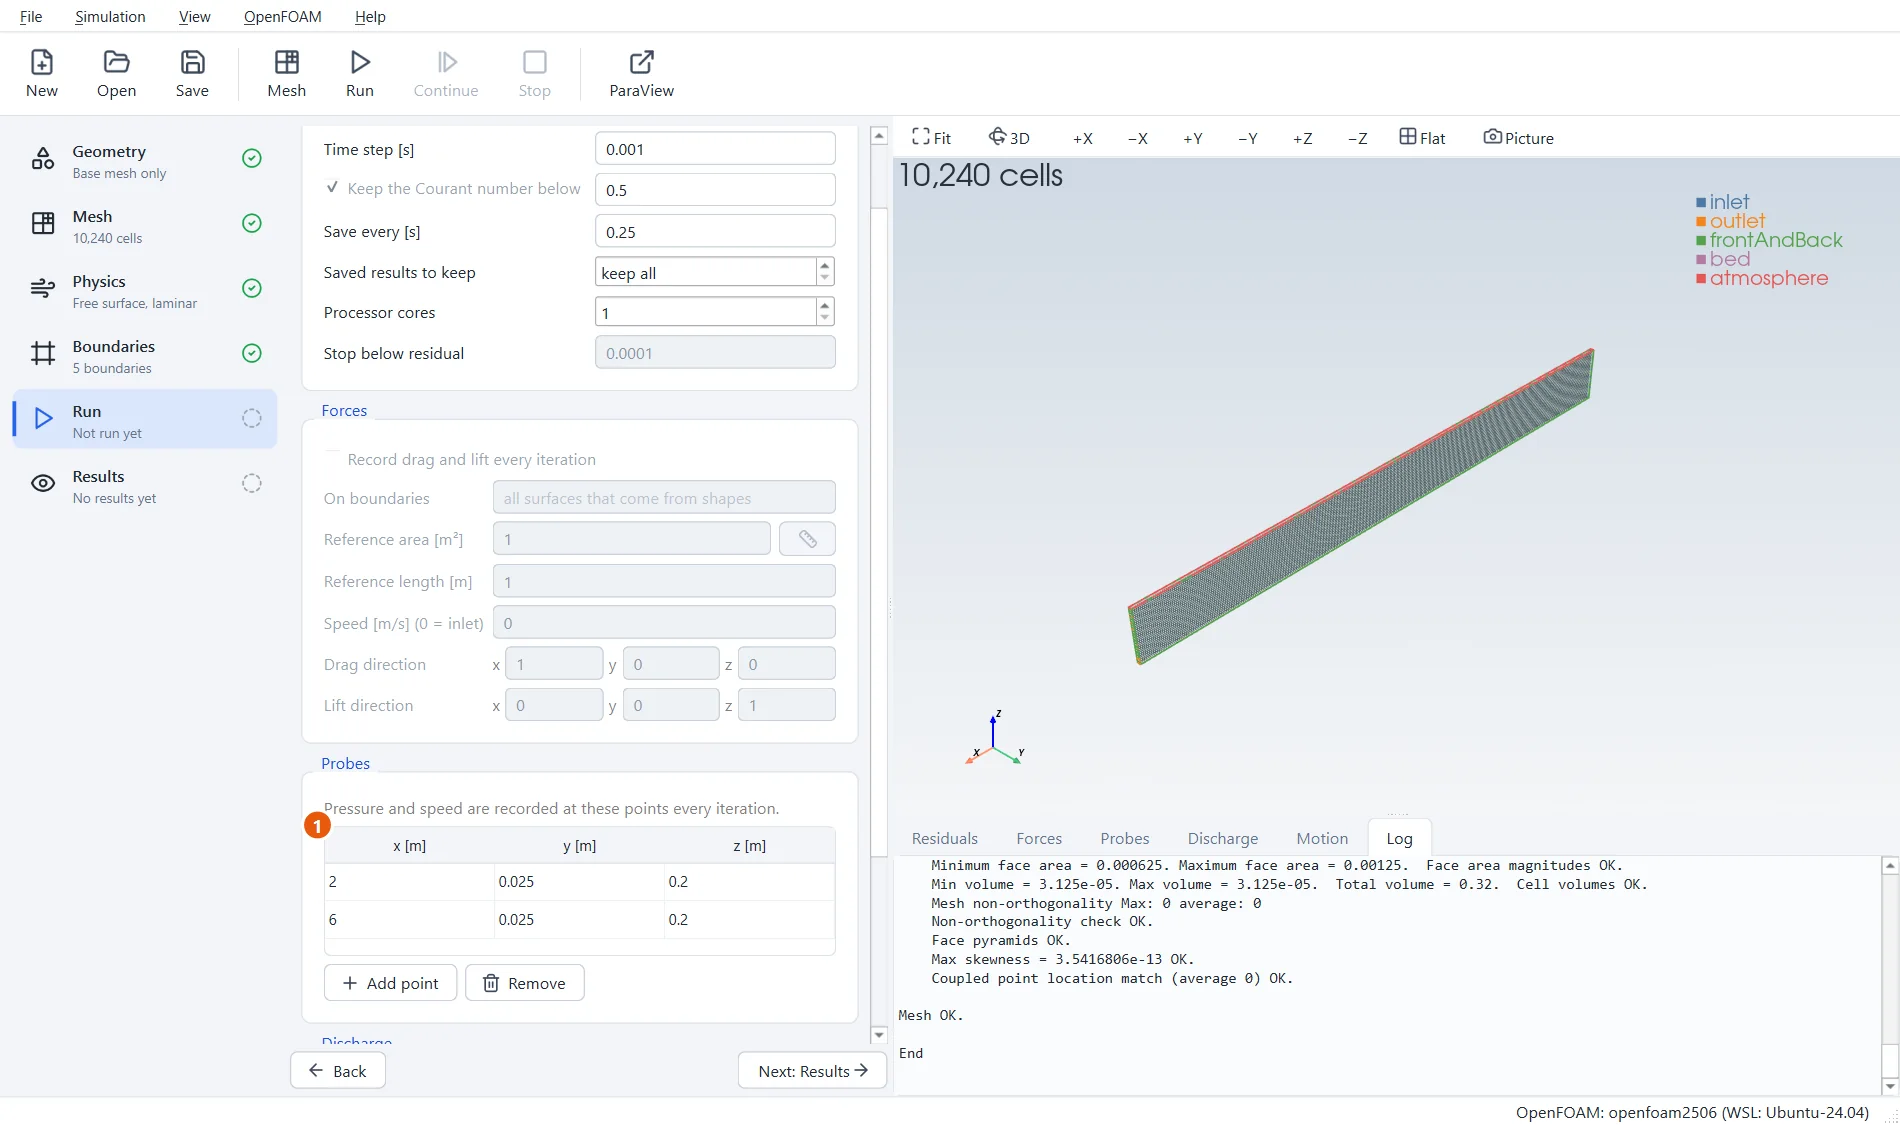 File Simulation View OpenFOAM Help
New Open Save Mesh Run Continue Stop ParaView
Geometry
Base mesh only
Mesh
10,240 cells
Physics
Free surface, laminar
Boundaries
5 boundaries
Run
Not run yet
Results
No results yet
Time step [s] 0.001
Keep the Courant number below 0.5
Save every [s] 0.25
Saved results to keep keep all
Processor cores 1
Stop below residual 0.0001
Forces
Record drag and lift every iteration
On boundaries all surfaces that come from shapes
Reference area [m²] 1
Reference length [m] 1
Speed [m/s] (0 = inlet) 0
Drag direction x 1 y 0 z 0
Lift direction x 0 y 0 z 1
Probes
Pressure and speed are recorded at these points every iteration.
1
x [m] y [m] z [m]
2 0.025 0.2
6 0.025 0.2
+ Add point Remove
Discharge
Back Next: Results
Fit 3D +X −X +Y −Y +Z −Z Flat Picture
10,240 cells
inlet
outlet
frontAndBack
bed
atmosphere
Z
X Y
Residuals Forces Probes Discharge Motion Log
Minimum face area = 0.000625. Maximum face area = 0.00125.  Face area magnitudes OK.
Min volume = 3.125e-05. Max volume = 3.125e-05.  Total volume = 0.32.  Cell volumes OK.
Mesh non-orthogonality Max: 0 average: 0
Non-orthogonality check OK.
Face pyramids OK.
Max skewness = 3.5416806e-13 OK.
Coupled point location match (average 0) OK.
Mesh OK.
End
OpenFOAM: openfoam2506 (WSL: Ubuntu-24.04)